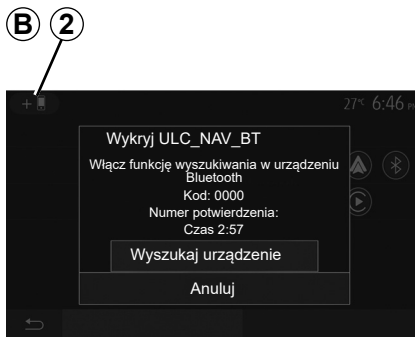 B 2
27°C 6:46 PM
Wykryj ULC_NAV_BT
Włącz funkcję wyszukiwania w urządzeniu
Bluetooth
Kod: 0000
Numer potwierdzenia:
Czas 2:57
Wyszukaj urządzenie
Anuluj